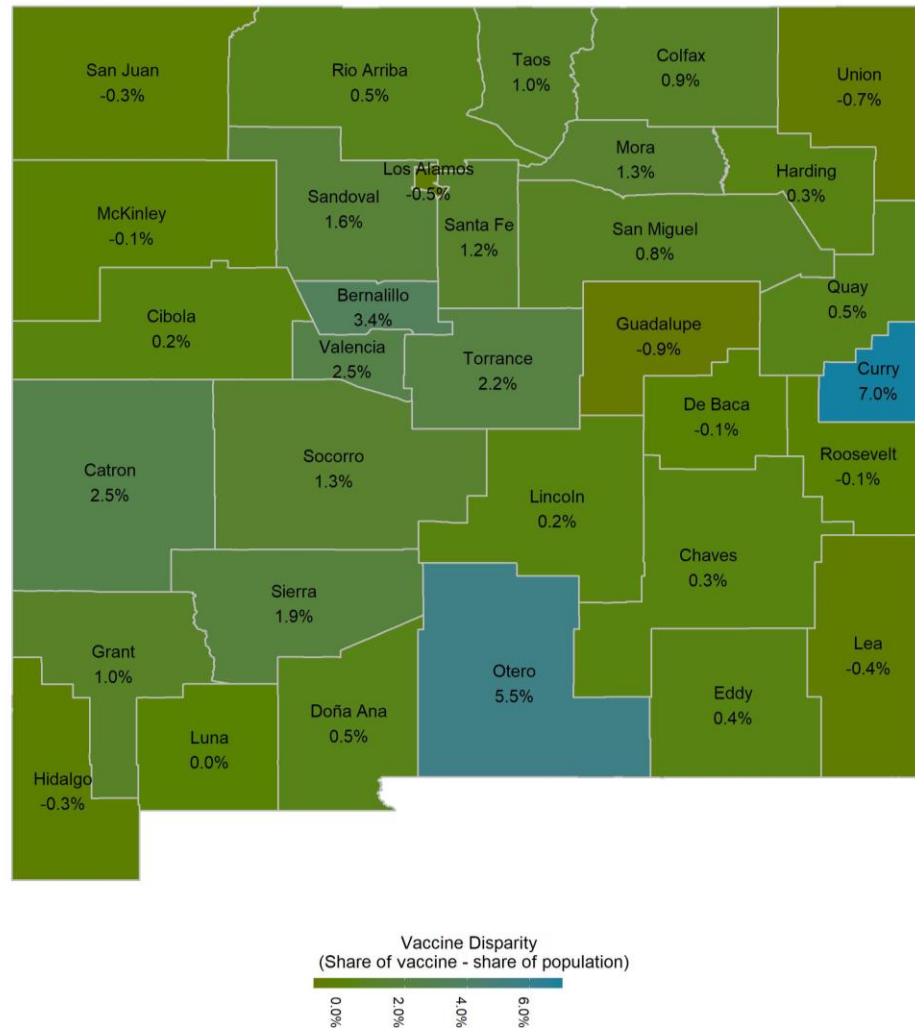 San Juan
-0.3%
Rio Arriba
0.5%
Taos
1.0%
Colfax
0.9%
Union
-0.7%
Los Alamos
-0.5%
Mora
1.3%
Harding
0.3%
McKinley
-0.1%
Sandoval
1.6%
Santa Fe
1.2%
San Miguel
0.8%
Quay
0.5%
Cibola
0.2%
Bernalillo
3.4%
Valencia
2.5%
Torrance
2.2%
Guadalupe
-0.9%
Curry
7.0%
De Baca
-0.1%
Roosevelt
-0.1%
Catron
2.5%
Socorro
1.3%
Lincoln
0.2%
Chaves
0.3%
Sierra
1.9%
Grant
1.0%
Otero
5.5%
Lea
-0.4%
Eddy
0.4%
Doña Ana
0.5%
Luna
0.0%
Hidalgo
-0.3%
Vaccine Disparity
(Share of vaccine - share of population)
0.0%
2.0%
4.0%
6.0%